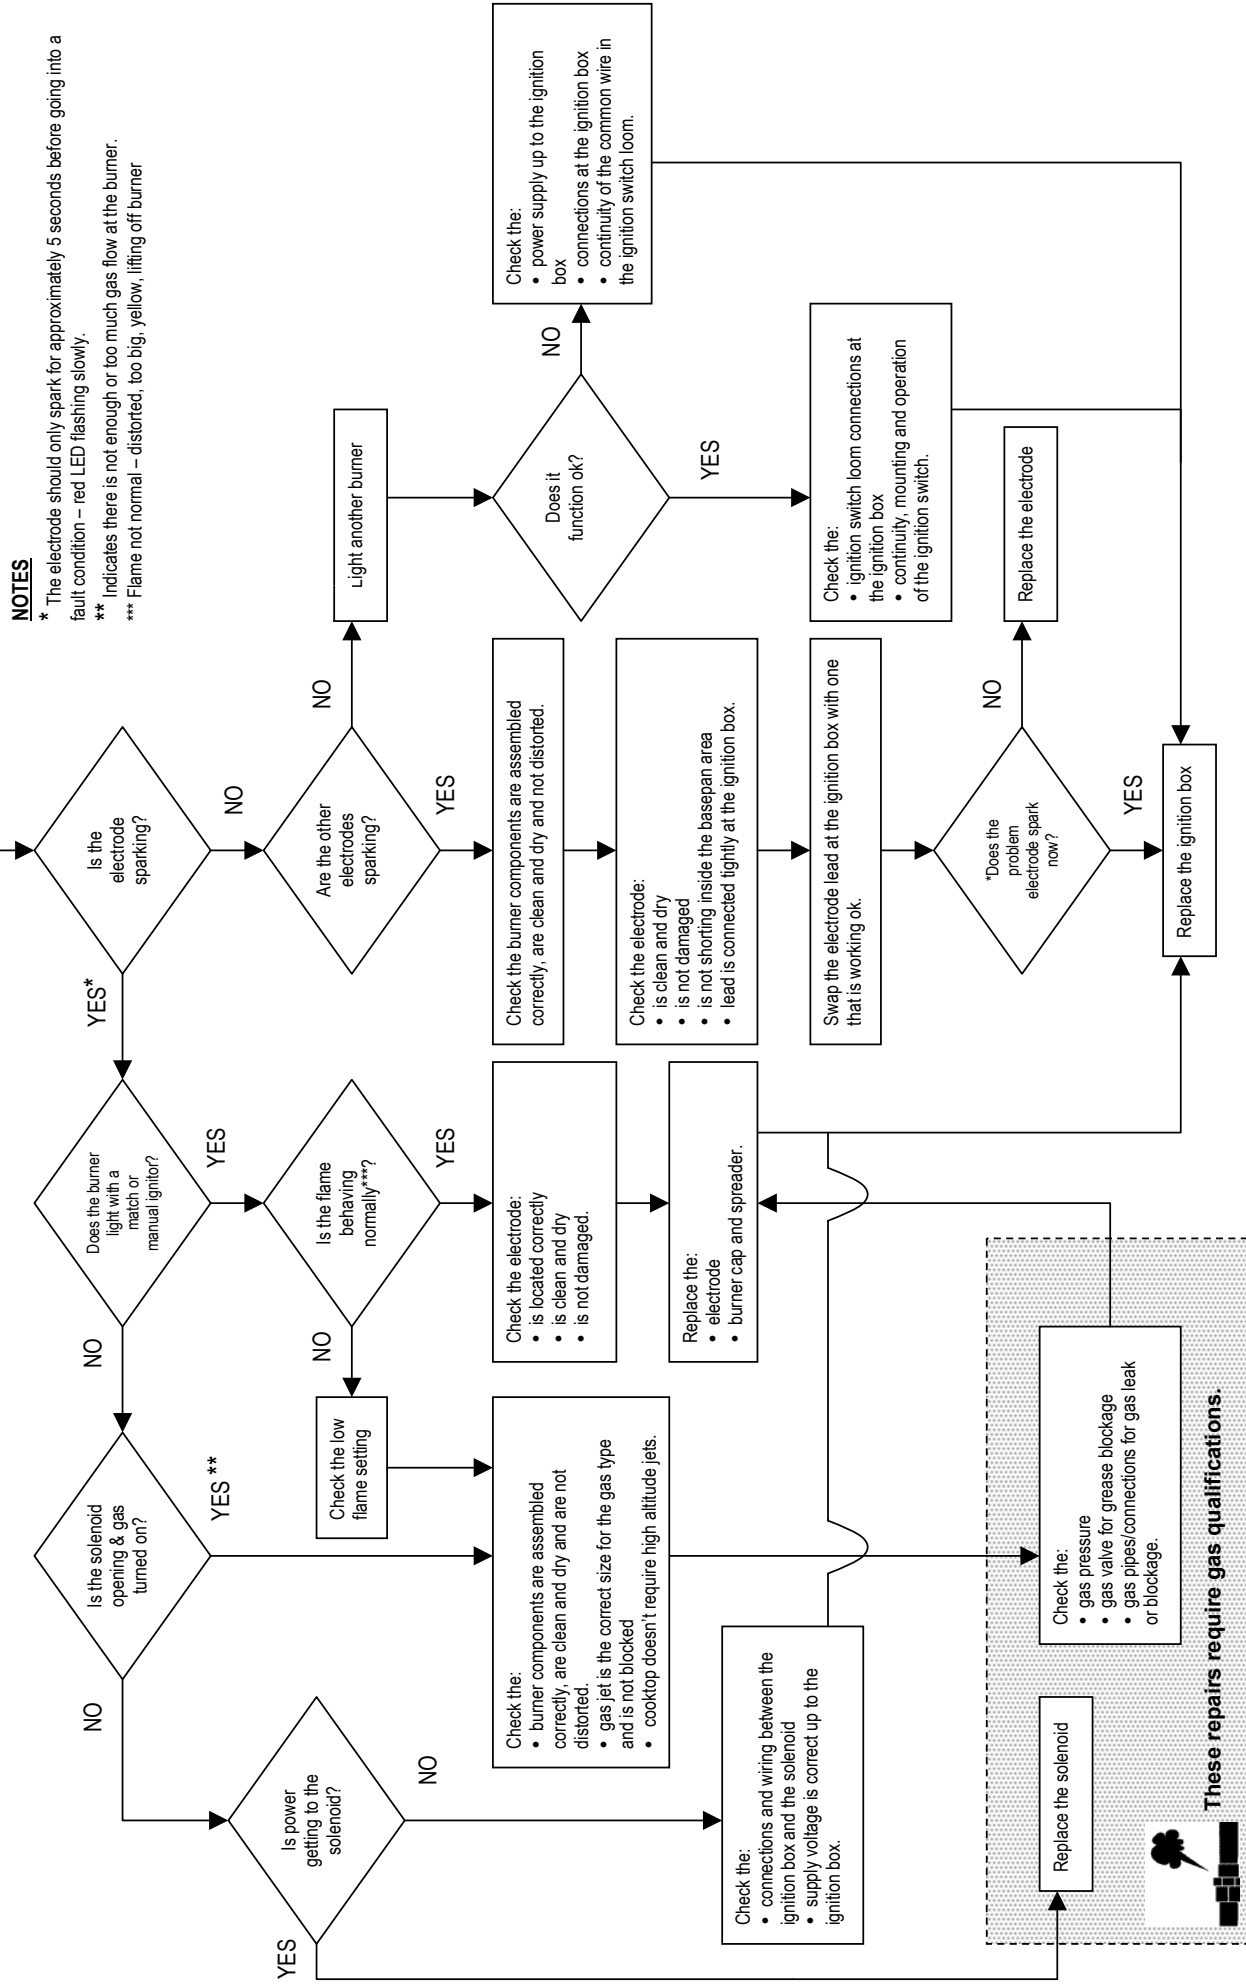 NOTES
* The electrode should only spark for approximately 5 seconds before going into a
fault condition – red LED flashing slowly.
** Indicates there is not enough or too much gas flow at the burner.
*** Flame not normal – distorted, too big, yellow, lifting off burner
Is the
electrode
sparking?
YES*
NO
Does the burner
light with a
match or
manual ignitor?
NO
YES
Is the solenoid
opening & gas
turned on?
NO
YES **
Is power
getting to the
solenoid?
YES
NO
Is the flame
behaving
normally***?
NO
YES
Check the low
flame setting
Are the other
electrodes
sparking?
NO
YES
Light another burner
Does it
function ok?
NO
YES
Check the:
• power supply up to the ignition
box
• connections at the ignition box
• continuity of the common wire in
the ignition switch loom.
Check the:
• ignition switch loom connections at
the ignition box
• continuity, mounting and operation
of the ignition switch.
Check the burner components are assembled
correctly, are clean and dry and not distorted.
Check the electrode:
• is clean and dry
• is not damaged
• is not shorting inside the basepan area
• lead is connected tightly at the ignition box.
Swap the electrode lead at the ignition box with one
that is working ok.
*Does the
problem
electrode spark
now?
NO
YES
Replace the electrode
Replace the ignition box
Check the electrode:
• is located correctly
• is clean and dry
• is not damaged.
Replace the:
• electrode
• burner cap and spreader.
Check the:
• burner components are assembled
correctly, are clean and dry and are not
distorted.
• gas jet is the correct size for the gas type
and is not blocked
• cooktop doesn't require high altitude jets.
Check the:
• connections and wiring between the
ignition box and the solenoid
• supply voltage is correct up to the
ignition box.
Replace the solenoid
Check the:
• gas pressure
• gas valve for grease blockage
• gas pipes/connections for gas leak
or blockage.
These repairs require gas qualifications.